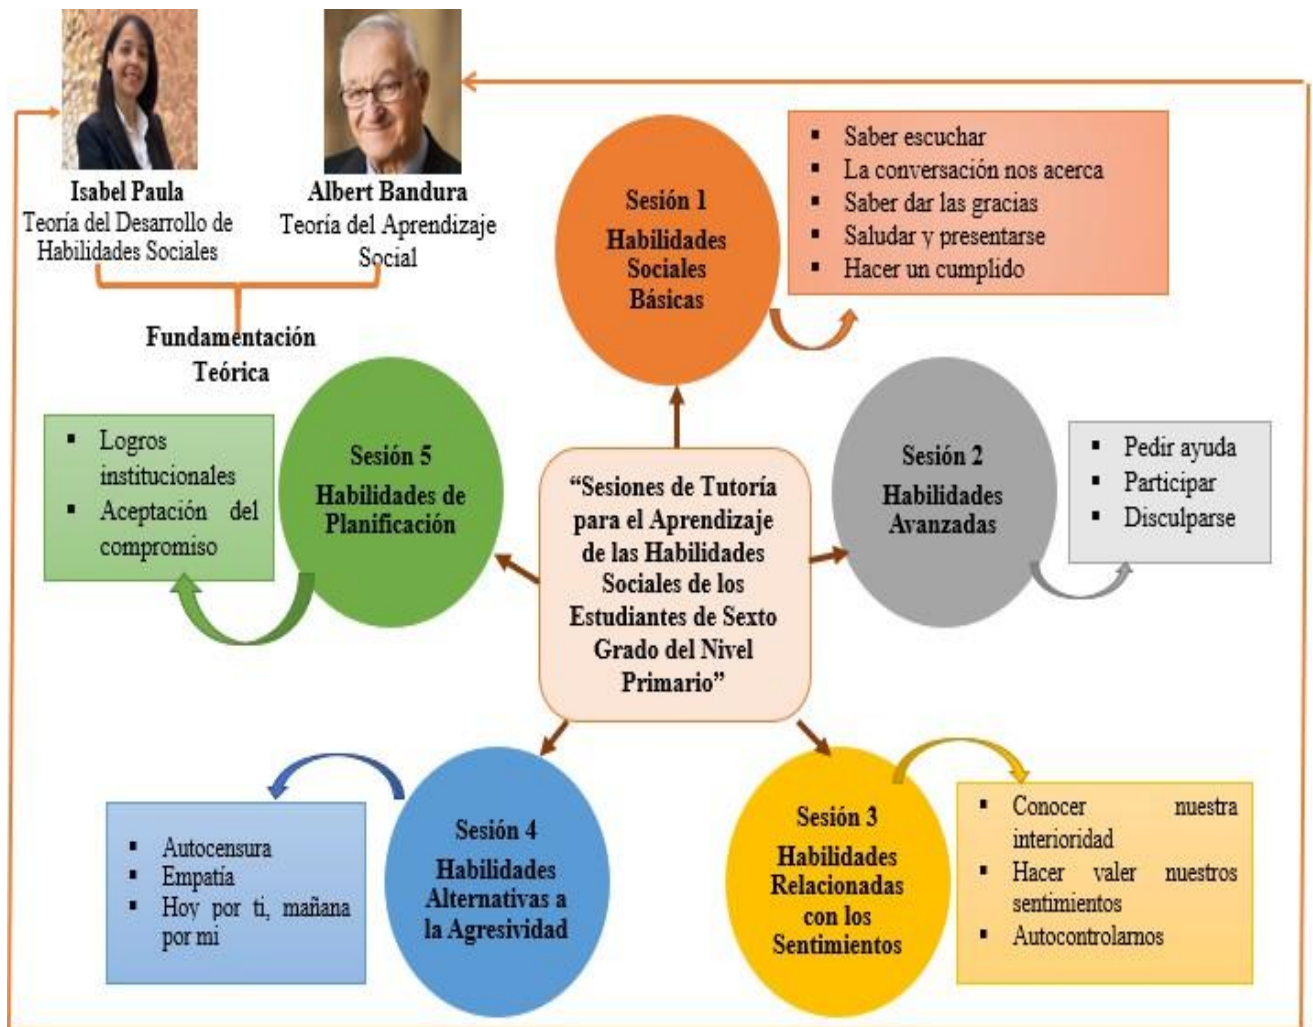 Isabel Paula
Teoría del Desarrollo de
Habilidades Sociales
Albert Bandura
Teoría del Aprendizaje
Social
Fundamentación
Teórica
Sesión 1
Habilidades
Sociales
Básicas
▪ Saber escuchar
▪ La conversación nos acerca
▪ Saber dar las gracias
▪ Saludar y presentarse
▪ Hacer un cumplido
▪ Logros
institucionales
▪ Aceptación del
compromiso
Sesión 5
Habilidades de
Planificación
“Sesiones de Tutoría
para el Aprendizaje
de las Habilidades
Sociales de los
Estudiantes de Sexto
Grado del Nivel
Primario”
Sesión 2
Habilidades
Avanzadas
▪ Pedir ayuda
▪ Participar
▪ Disculparse
▪ Autocensura
▪ Empatía
▪ Hoy por ti, mañana
por mi
Sesión 4
Habilidades
Alternativas a
la Agresividad
Sesión 3
Habilidades
Relacionadas
con los
Sentimientos
▪ Conocer nuestra
interioridad
▪ Hacer valer nuestros
sentimientos
▪ Autocontrolarnos